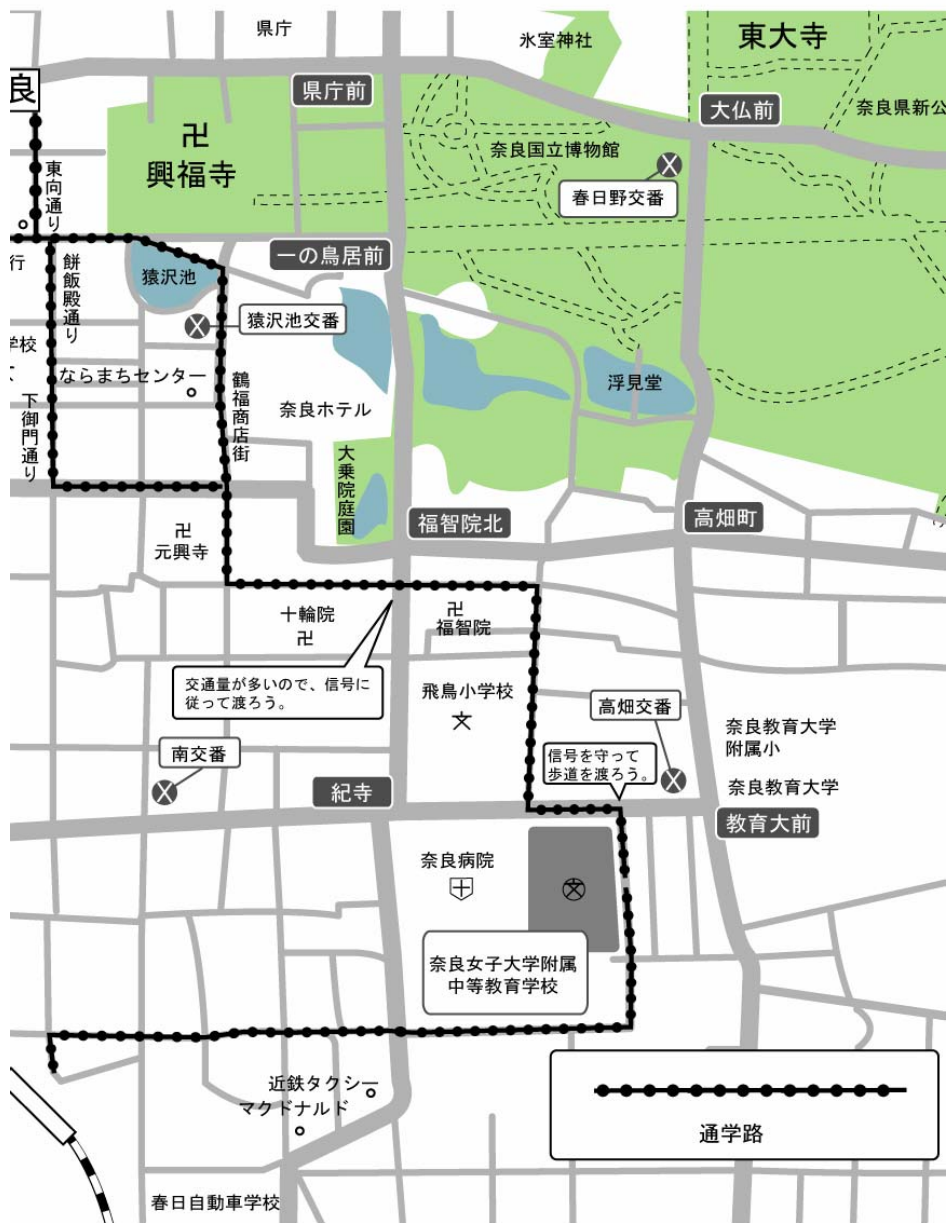 県庁
氷室神社
東大寺
良
県庁前
大仏前
奈良県新公
卍
興福寺
奈良国立博物館
春日野交番
東向通り
一の鳥居前
行
餅飯殿通り
猿沢池
猿沢池交番
学校
ならまちセンター
鶴福商店街
奈良ホテル
浮見堂
下御門通り
大乗院庭園
福智院北
高畑町
卍
元興寺
十輪院
卍
卍
福智院
交通量が多いので、信号に
従って渡ろう。
飛鳥小学校
文
高畑交番
奈良教育大学
附属小
南交番
信号を守って
歩道を渡ろう。
奈良教育大学
紀寺
教育大前
奈良病院
文
奈良女子大学附属
中等教育学校
近鉄タクシー
マクドナルド
通学路
春日自動車学校